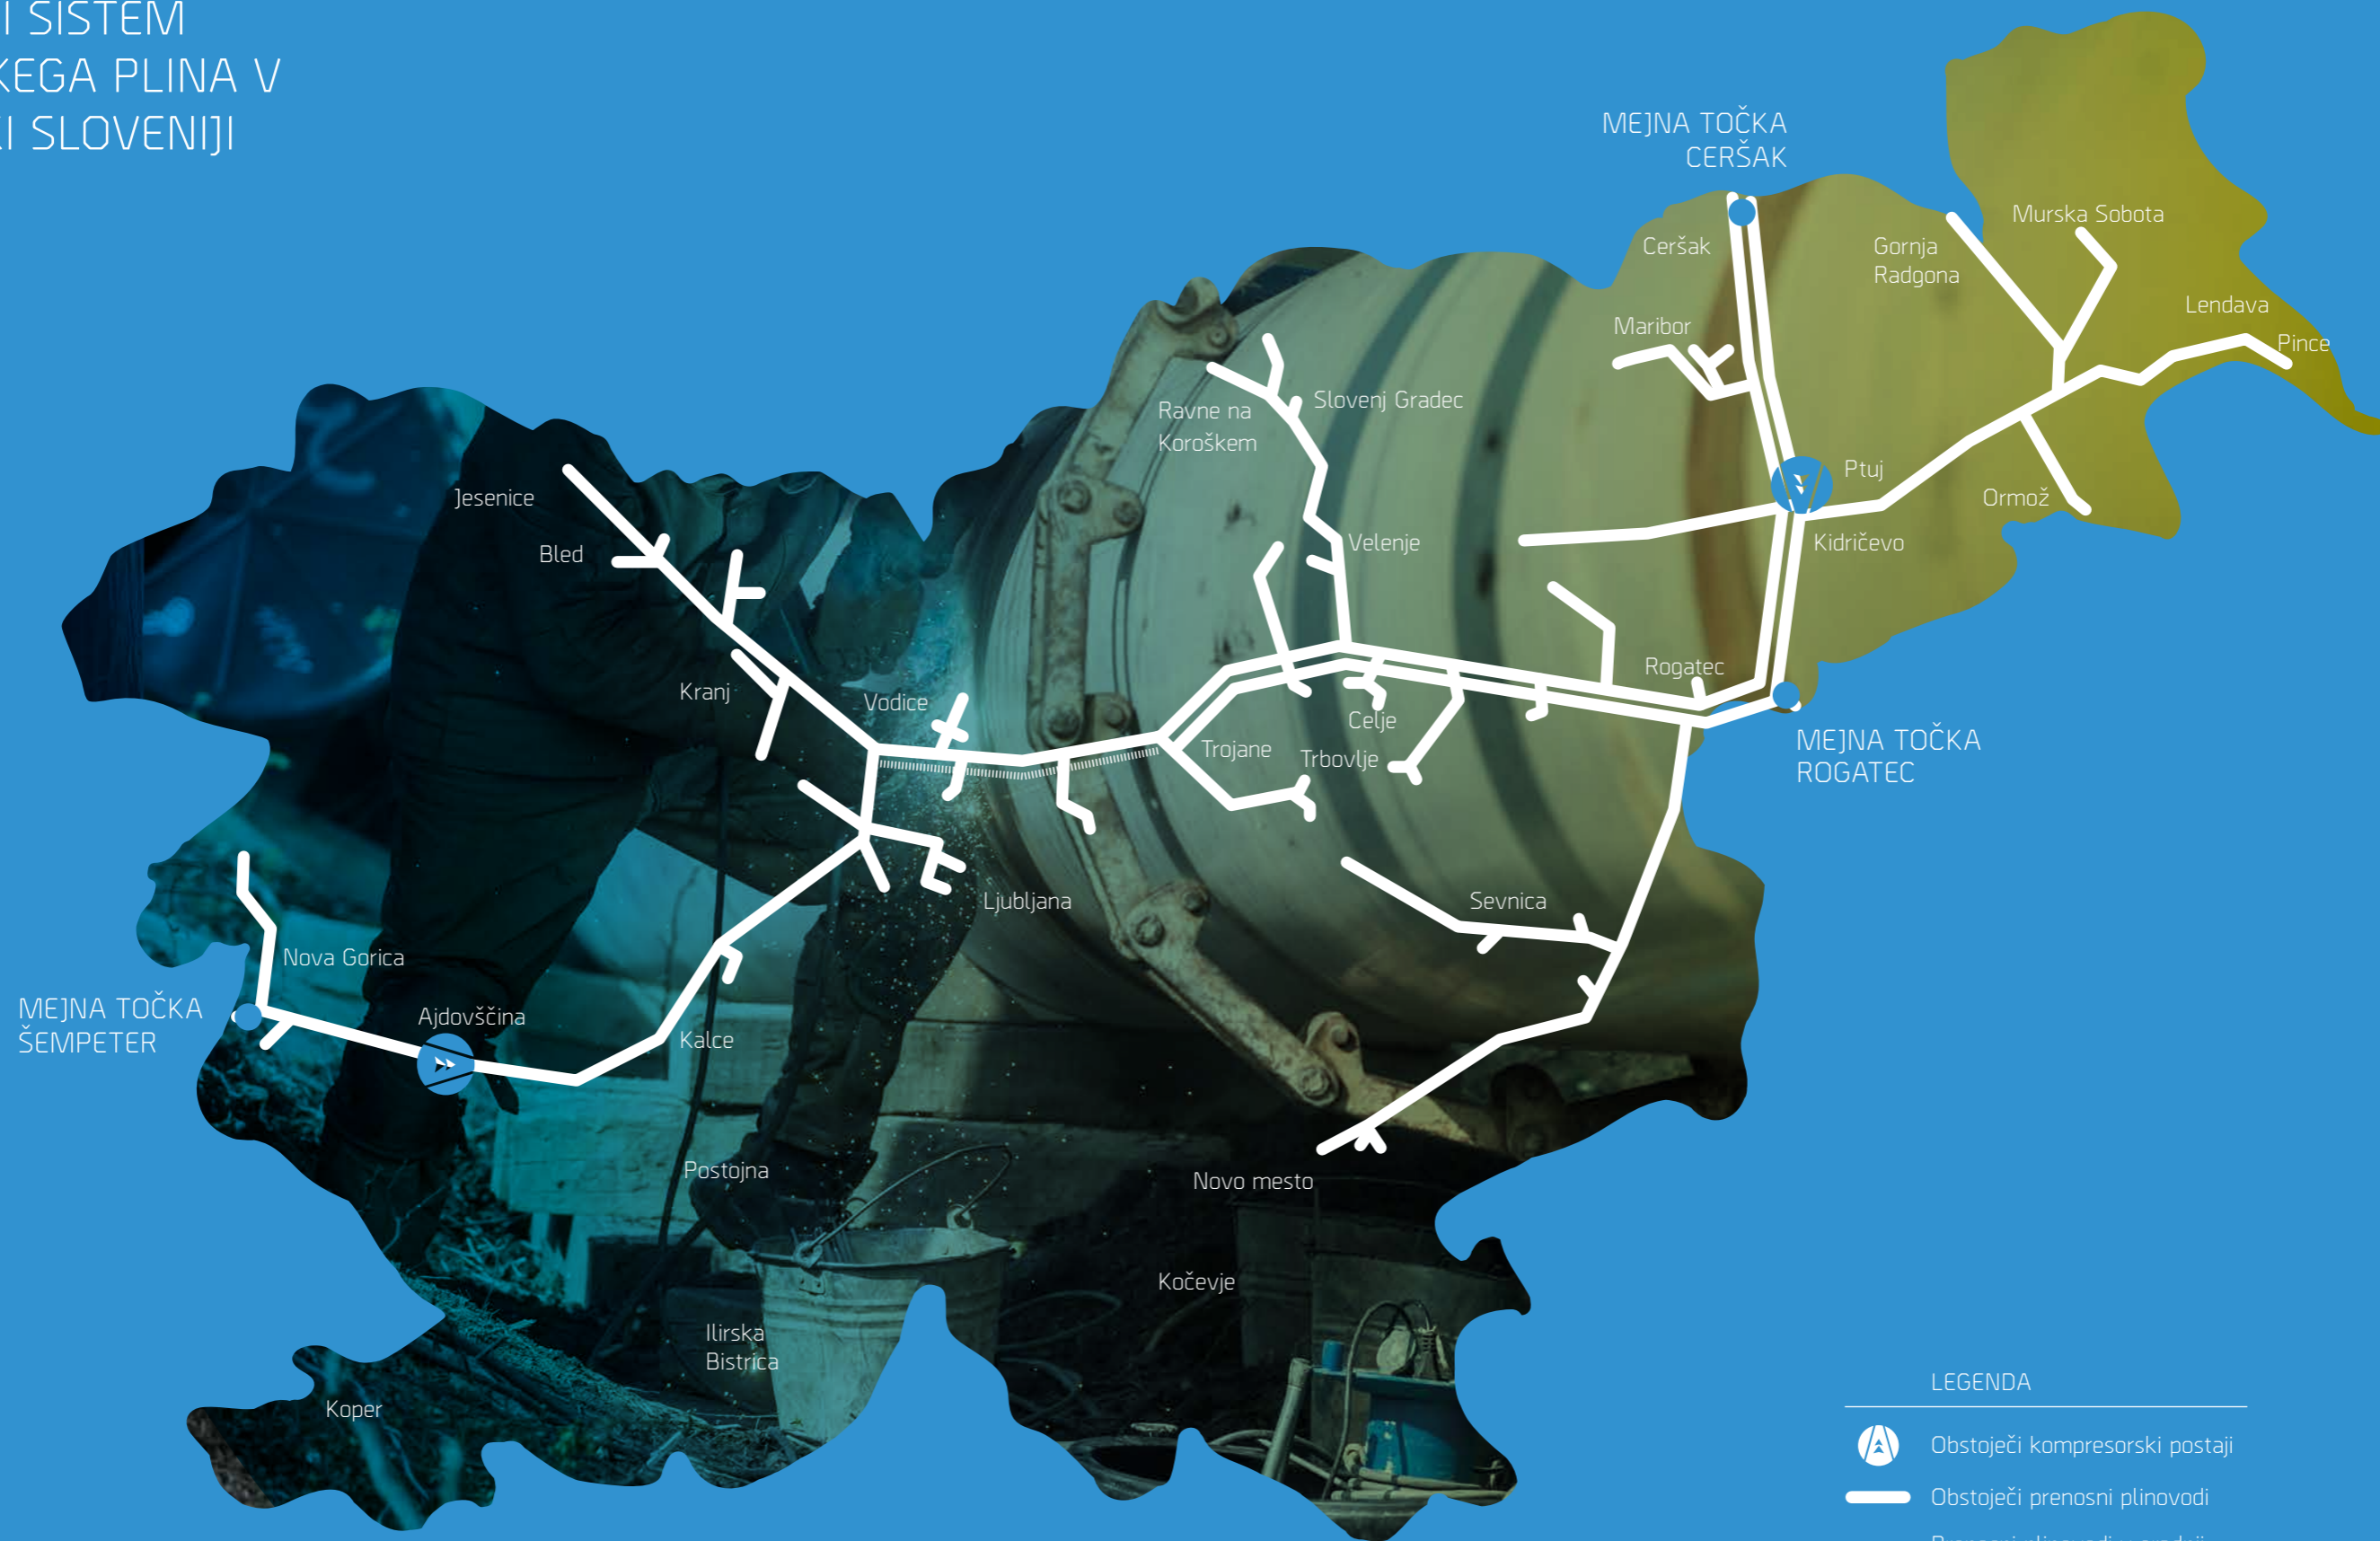 I SISTEM
KEGA PLINA V
KI SLOVENIJI
MEJNA TOČKA
CERŠAK
Ceršak
Gornja
Radgona
Murska Sobota
Lendava
Pince
Maribor
Ravne na
Koroškem
Slovenj Gradec
Ptuj
Ormož
Kidričevo
Jesenice
Bled
Velenje
Kranj
Vodice
Rogatec
Celje
Trojane
Trbovlje
MEJNA TOČKA
ROGATEC
Ljubljana
Sevnica
Nova Gorica
MEJNA TOČKA
ŠEMPETER
Ajdovščina
Kalce
Postojna
Novo mesto
Kočevje
Ilirska
Bistrica
Koper
LEGENDA
Obstoječi kompresorski postaji
Obstoječi prenosni plinovodi